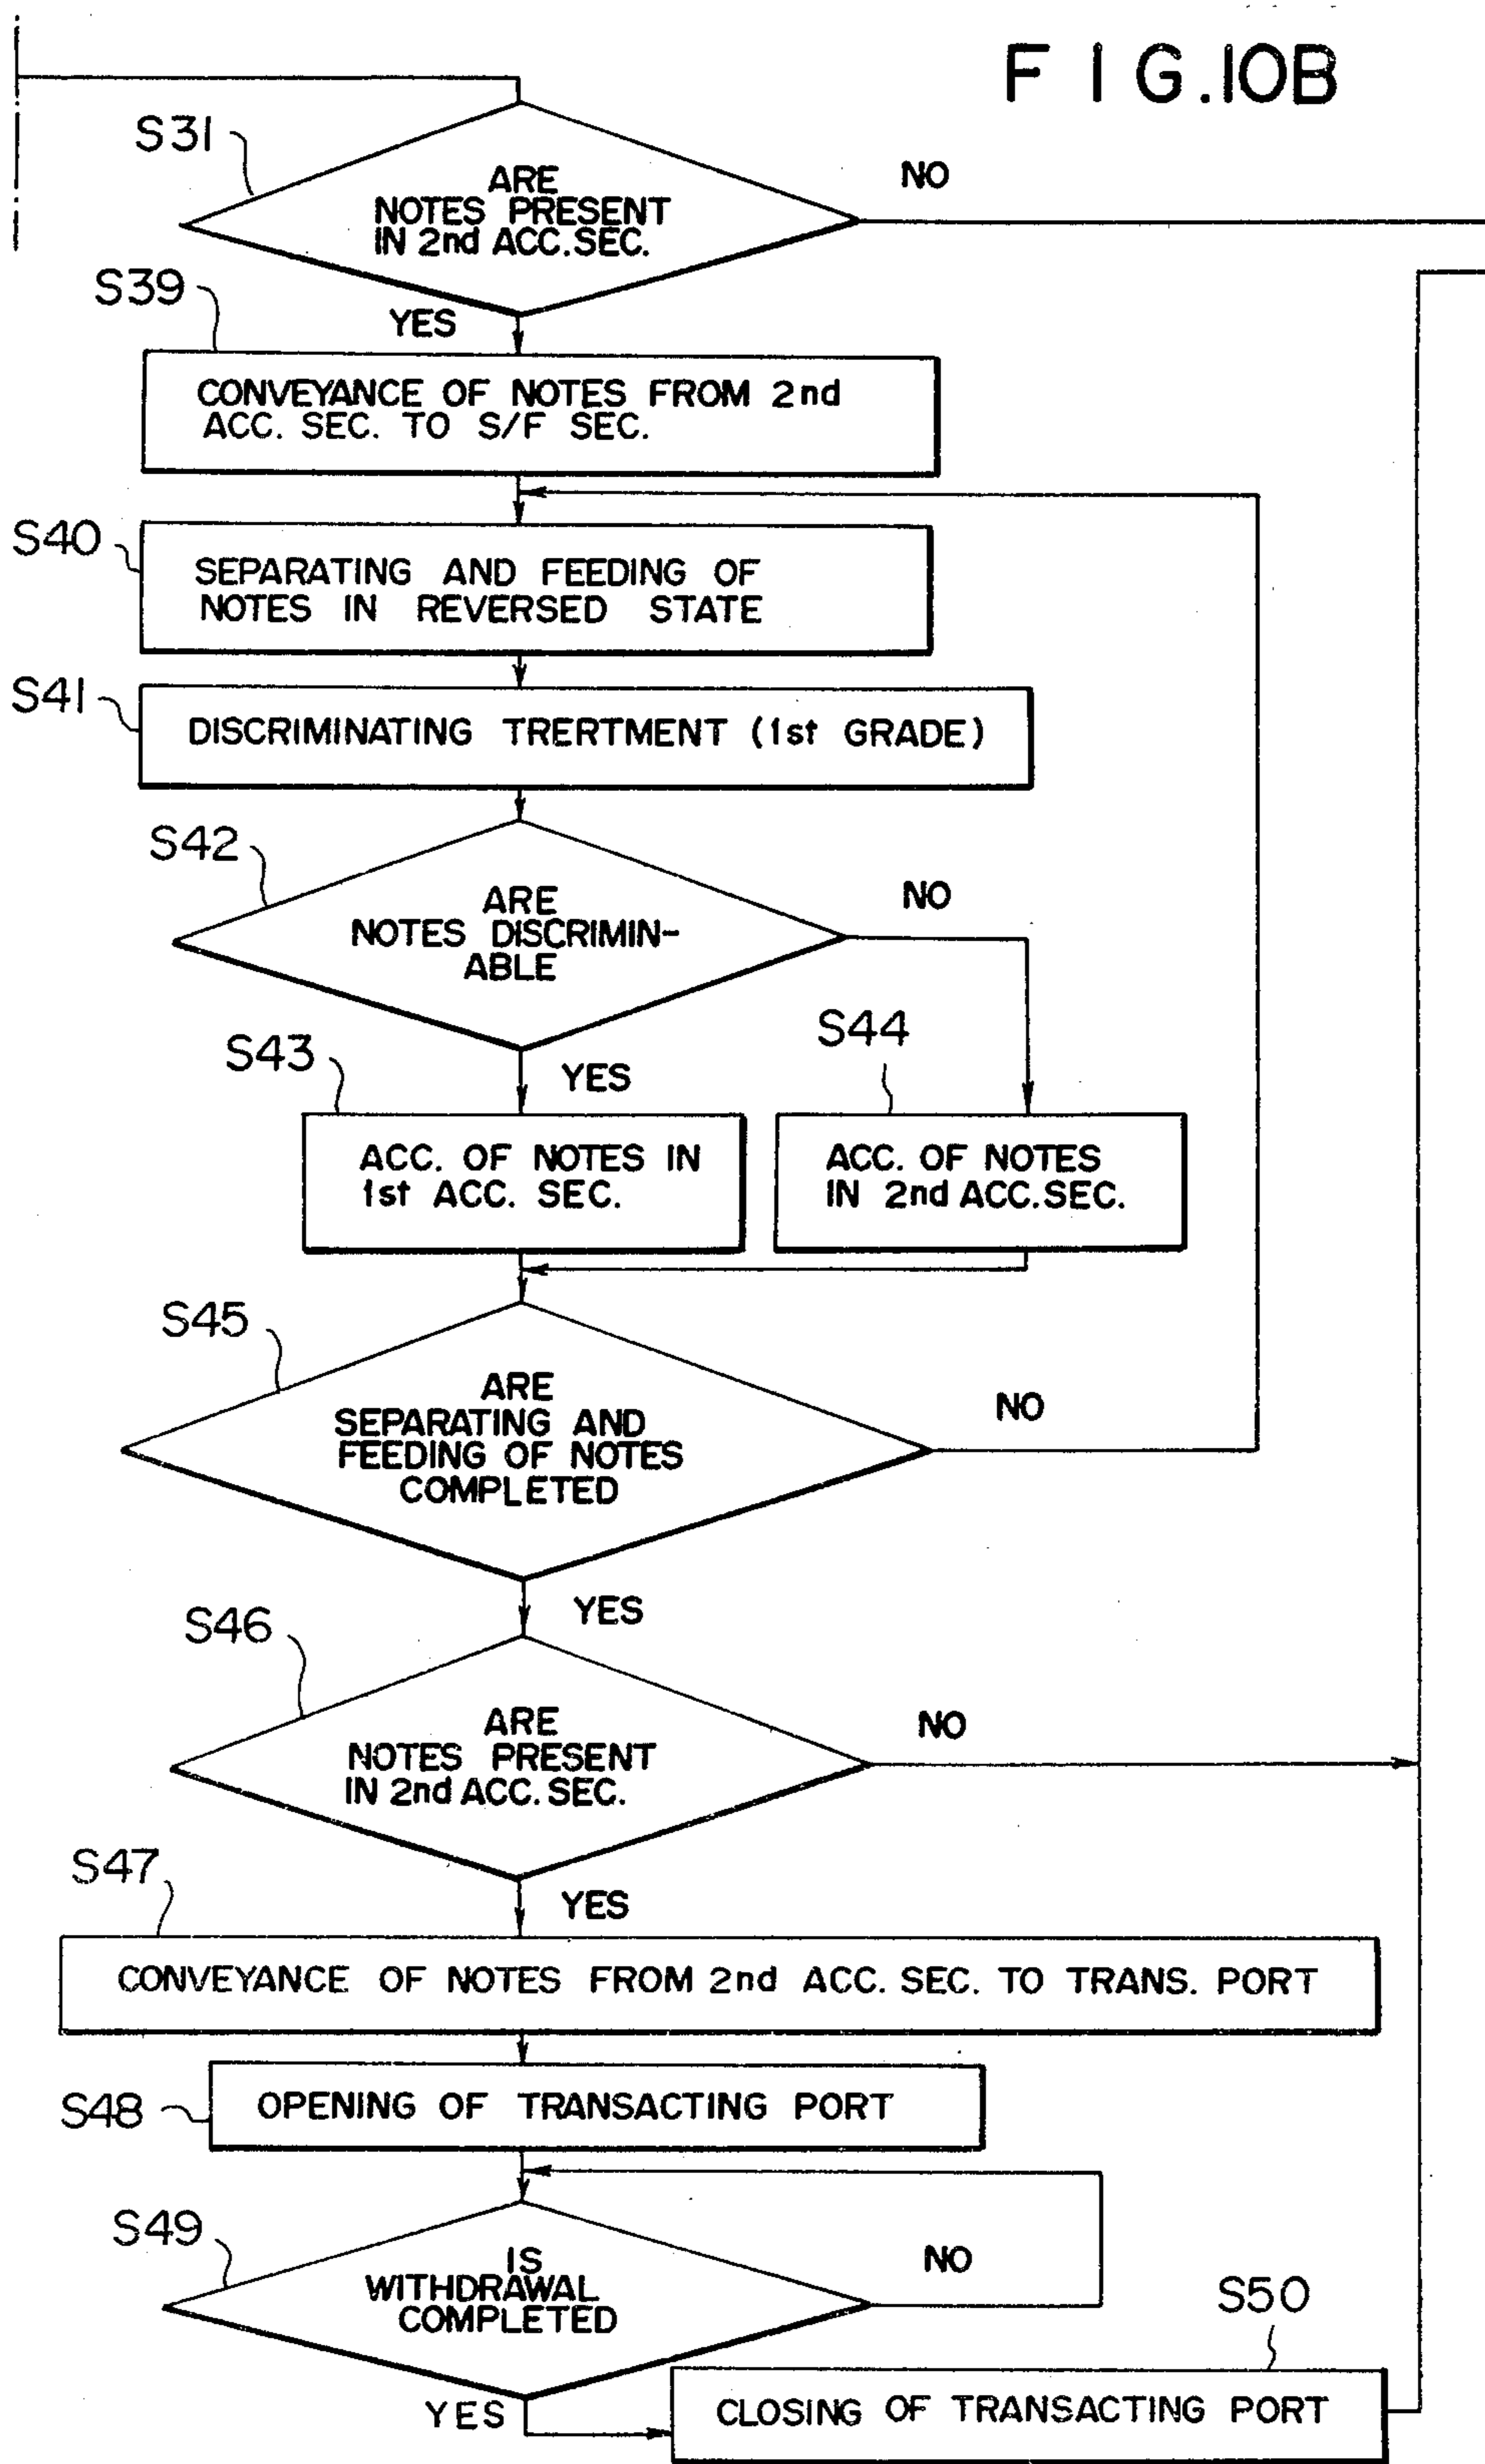 FIG.10B
S31
ARE
NOTES PRESENT
IN 2nd ACC.SEC.
NO
YES
S39
CONVEYANCE OF NOTES FROM 2nd
ACC. SEC. TO S/F SEC.
S40
SEPARATING AND FEEDING OF
NOTES IN REVERSED STATE
S41
DISCRIMINATING TRERTMENT (1st GRADE)
S42
ARE
NOTES DISCRIMIN-
ABLE
NO
YES
S43
ACC. OF NOTES IN
1st ACC. SEC.
S44
ACC. OF NOTES
IN 2nd ACC.SEC.
S45
ARE
SEPARATING AND
FEEDING OF NOTES
COMPLETED
NO
YES
S46
ARE
NOTES PRESENT
IN 2nd ACC. SEC.
NO
YES
S47
CONVEYANCE OF NOTES FROM 2nd ACC. SEC. TO TRANS. PORT
S48
OPENING OF TRANSACTING PORT
S49
IS
WITHDRAWAL
COMPLETED
NO
YES
S50
CLOSING OF TRANSACTING PORT